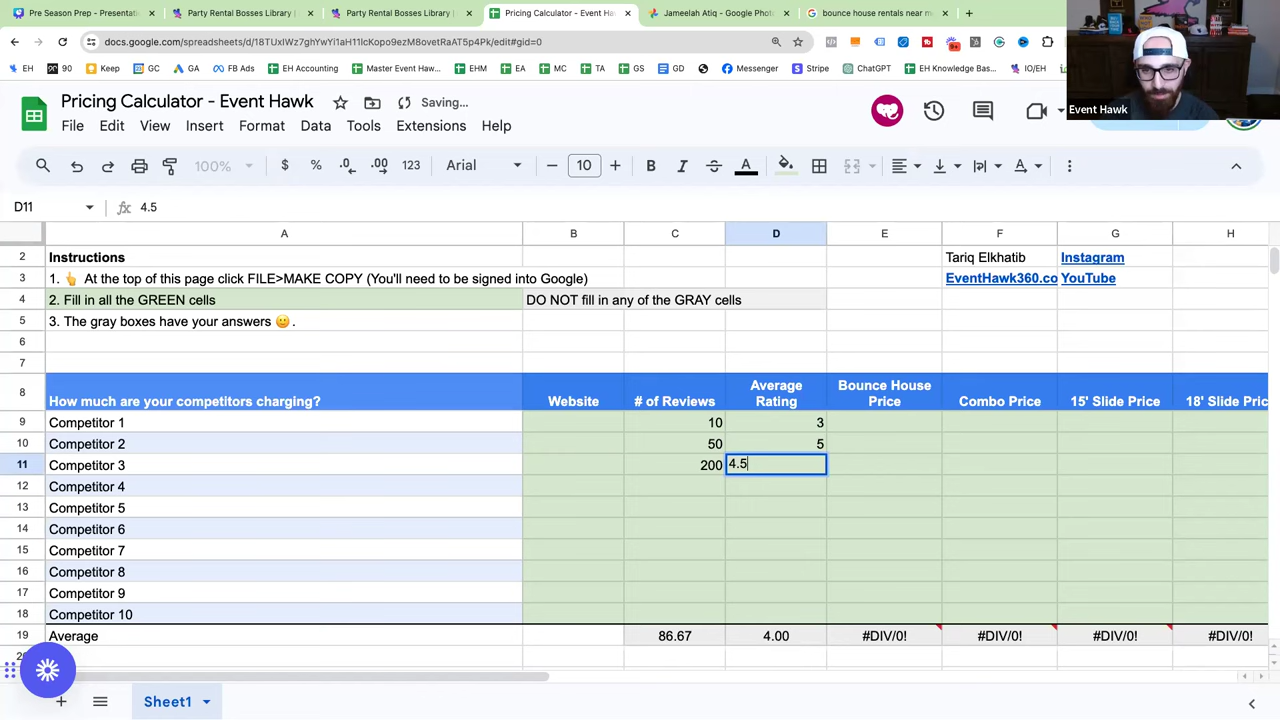 Pre Season Prep - Presentati
Party Rental Bosses Library |
Party Rental Bosses Library |
Pricing Calculator - Event Haw
Jameelah Atiq - Google Photo
bounce house rentals near m
docs.google.com/spreadsheets/d/18TUxIWz7ghYwYi1aH11lcKopo9ezM8ovetRaAT5p41k/edit#gid=0
EH
90
Keep
GC
GA
FB Ads
EH Accounting
Master Event Haw...
EHM
EA
MC
TA
GS
GD
Messenger
Stripe
ChatGPT
EH Knowledge Bas...
IO/EH
Event Hawk
Pricing Calculator - Event Hawk
Saving...
File Edit View Insert Format Data Tools Extensions Help
100% $ % .0 .00 123 Arial 10 B I S A
D11 fx 4.5
A B C D E F G H
2 Instructions Tariq Elkhatib Instagram
3 1. 👆 At the top of this page click FILE>MAKE COPY (You'll need to be signed into Google) EventHawk360.co YouTube
4 2. Fill in all the GREEN cells DO NOT fill in any of the GRAY cells
5 3. The gray boxes have your answers 🙂 .
6
7
8 How much are your competitors charging? Website # of Reviews Average Rating Bounce House Price Combo Price 15' Slide Price 18' Slide Pric
9 Competitor 1 10 3
10 Competitor 2 50 5
11 Competitor 3 200 4.5
12 Competitor 4
13 Competitor 5
14 Competitor 6
15 Competitor 7
16 Competitor 8
17 Competitor 9
18 Competitor 10
19 Average 86.67 4.00 #DIV/0! #DIV/0! #DIV/0! #DIV/0!
Sheet1